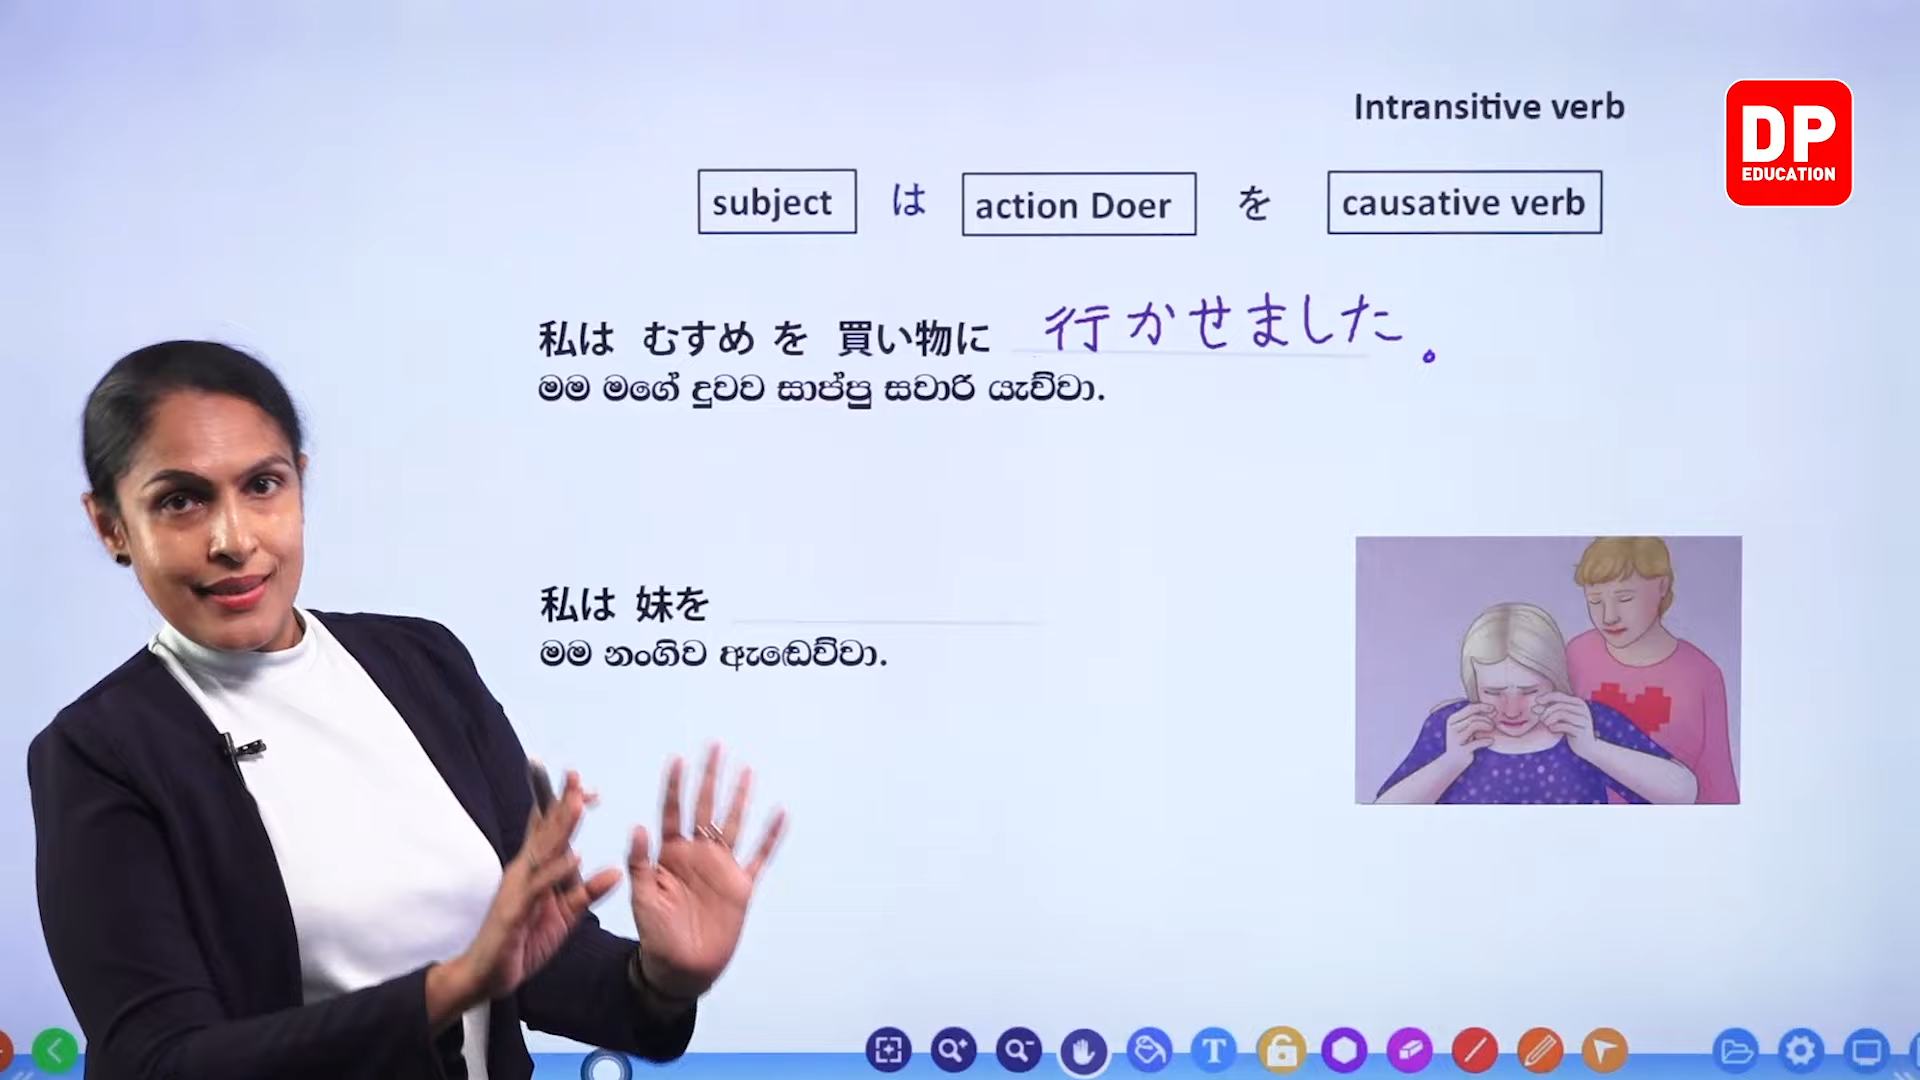 Intransitive verb
DP
EDUCATION
subject は action Doer を causative verb
私は むすめ を 買い物に 行かせました。
මම මගේ දුවව සාප්පු සවාරි යැව්වා.
私は 妹を
මම නංගිව ඇඬෙව්වා.
T